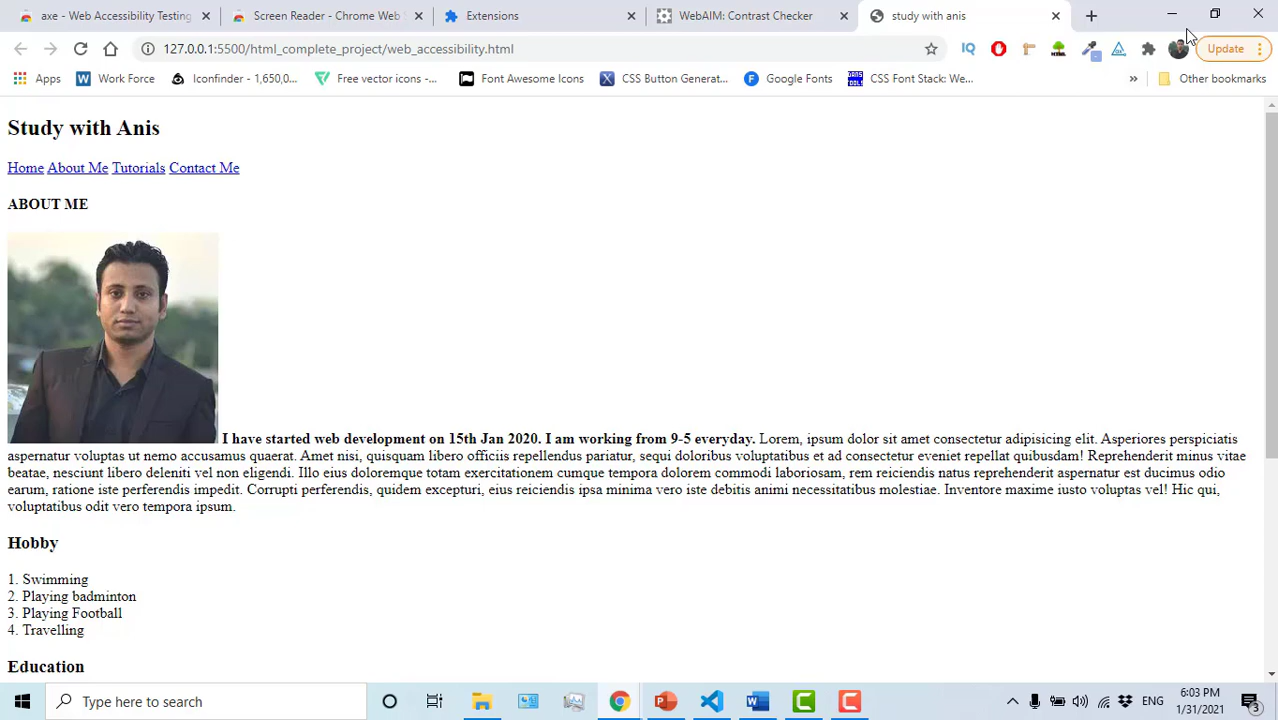 axe - Web Accessibility Testing
Screen Reader - Chrome Web
Extensions
WebAIM: Contrast Checker
study with anis
127.0.0.1:5500/html_complete_project/web_accessibility.html
IQ
HTML
Update
Apps
Work Force
Iconfinder - 1,650,0...
Free vector icons -...
Font Awesome Icons
CSS Button Generat...
Google Fonts
CSS Font Stack: We...
»
Other bookmarks
Study with Anis
Home About Me Tutorials Contact Me
ABOUT ME
I have started web development on 15th Jan 2020. I am working from 9-5 everyday. Lorem, ipsum dolor sit amet consectetur adipisicing elit. Asperiores perspiciatis
aspernatur voluptas ut nemo accusamus quaerat. Amet nisi, quisquam libero officiis repellendus pariatur, sequi doloribus voluptatibus et ad consectetur eveniet repellat quibusdam! Reprehenderit minus vitae
beatae, nesciunt libero deleniti vel non eligendi. Illo eius doloremque totam exercitationem cumque tempora dolorem commodi laboriosam, rem reiciendis natus reprehenderit aspernatur est ducimus odio
earum, ratione iste perferendis impedit. Corrupti perferendis, quidem excepturi, eius reiciendis ipsa minima vero iste debitis animi necessitatibus molestiae. Inventore maxime iusto voluptas vel! Hic qui,
voluptatibus odit vero tempora ipsum.
Hobby
1. Swimming
2. Playing badminton
3. Playing Football
4. Travelling
Education
Type here to search
ENG
6:03 PM
1/31/2021
3